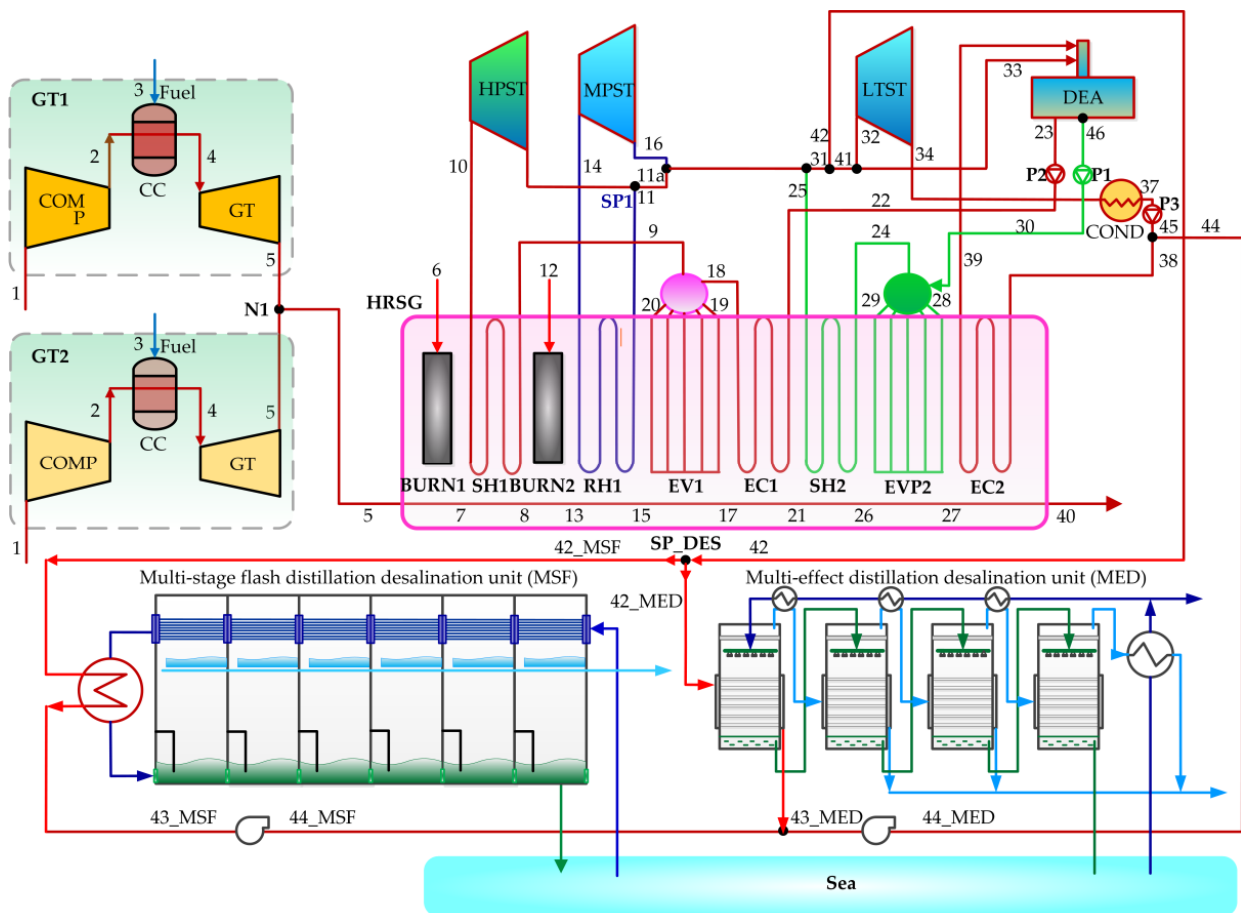 GT1
3
Fuel
2
4
CC
COM
P
GT
1
5
N1
GT2
3
Fuel
2
4
5
CC
COMP
GT
1
HPST
MPST
LTST
DEA
10
14
16
11a
11
SP1
42
31
41
32
34
33
23
46
P2
P1
37
P3
COND
45
44
38
25
22
30
39
9
24
6
12
18
20
19
29
28
HRSG
BURN1
SH1
BURN2
RH1
EV1
EC1
SH2
EVP2
EC2
5
7
8
13
15
17
21
26
27
40
42_MSF
SP_DES
42
Multi-stage flash distillation desalination unit (MSF)
42_MED
Multi-effect distillation desalination unit (MED)
43_MSF
44_MSF
43_MED
44_MED
Sea